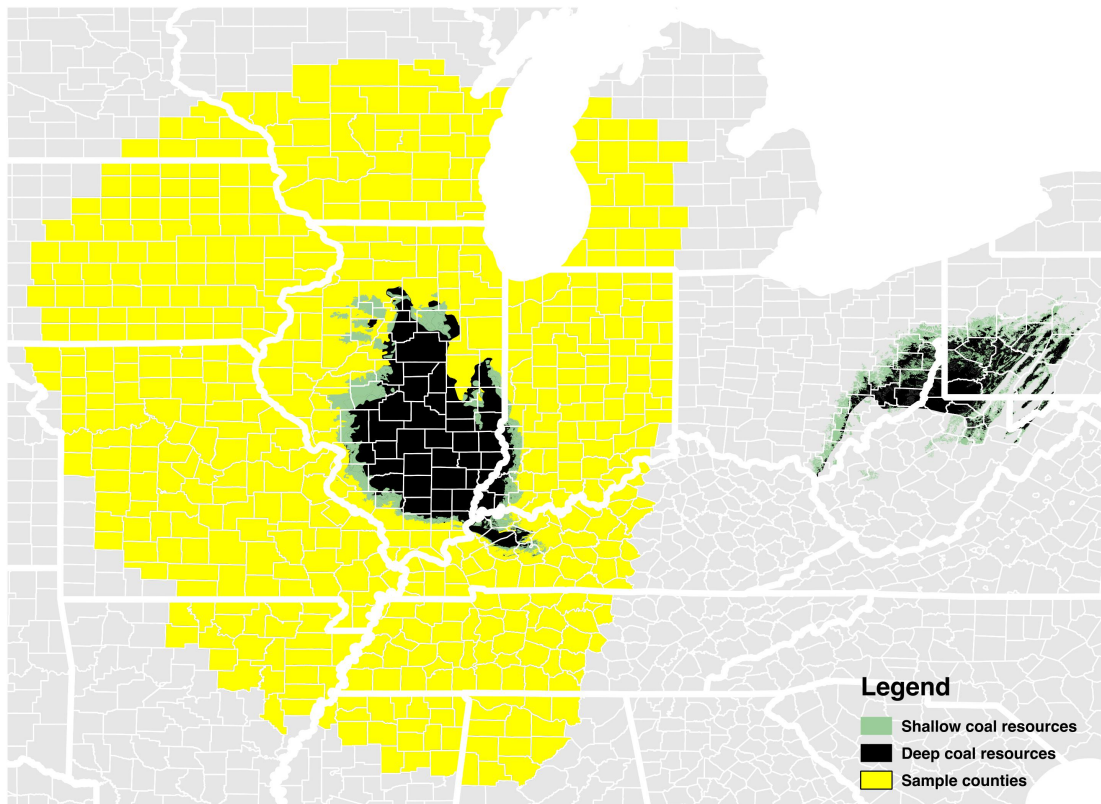 Legend
Shallow coal resources
Deep coal resources
Sample counties